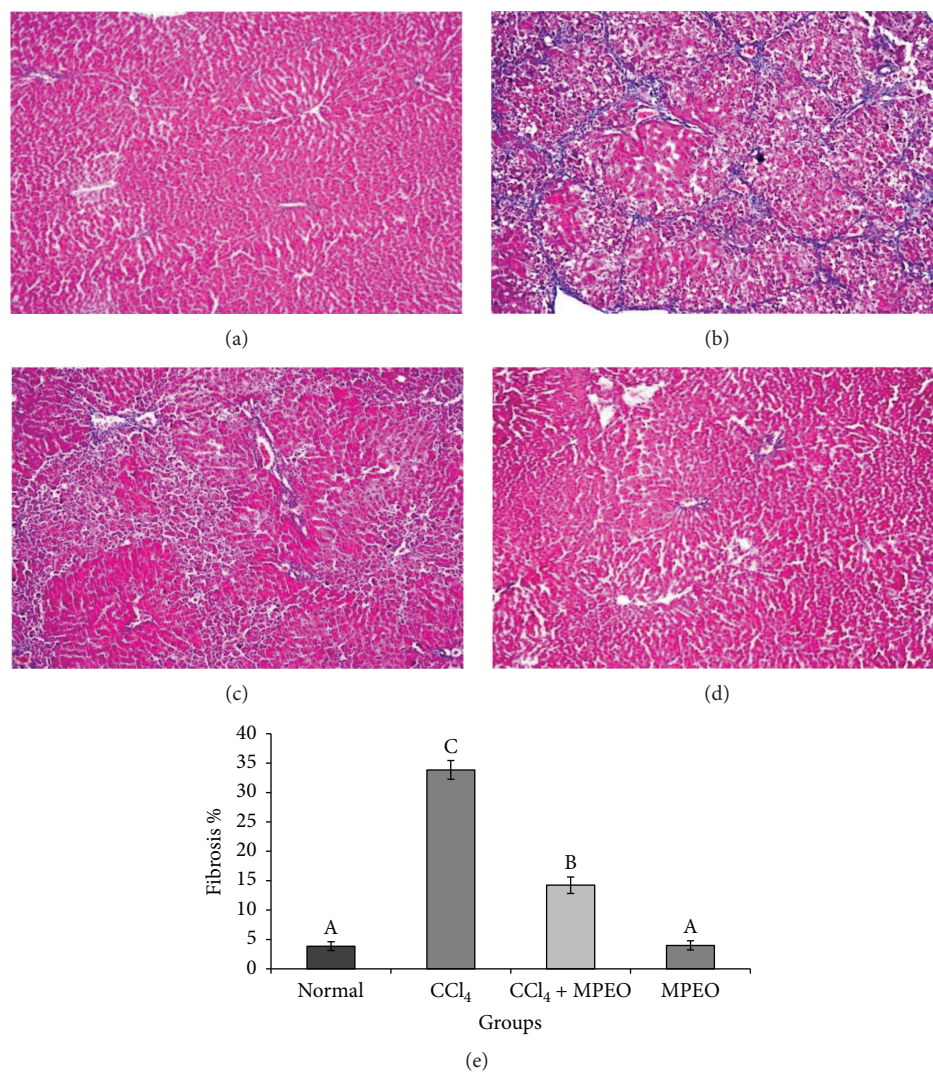 (a)
(b)
(c)
(d)
40
35
30
25
20
15
10
5
0
Fibrosis %
A
C
B
A
Normal
CCl₄
CCl₄ + MPEO
MPEO
Groups
(e)